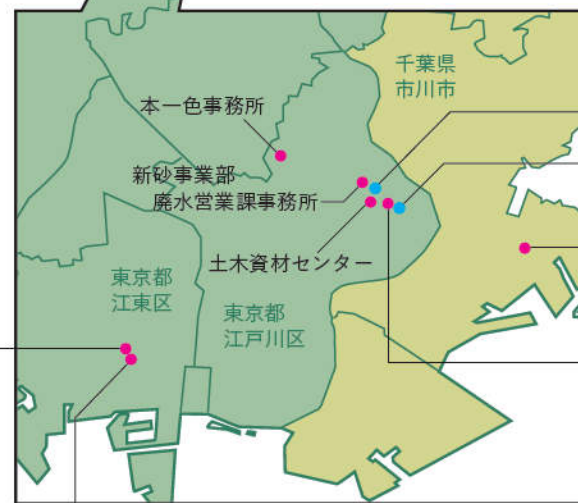 千葉県
市川市
本一色事務所
新砂事業部
廃水営業課事務所
土木資材センター
東京都
江東区
東京都
江戸川区